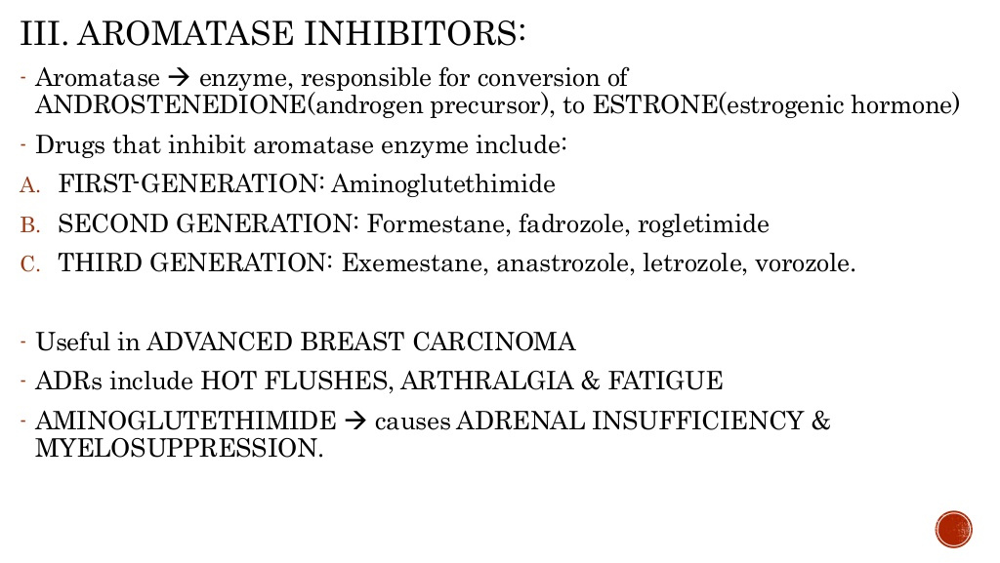 III. AROMATASE INHIBITORS:
- Aromatase → enzyme, responsible for conversion of
ANDROSTENEDIONE(androgen precursor), to ESTRONE(estrogenic hormone)
- Drugs that inhibit aromatase enzyme include:
A. FIRST-GENERATION: Aminoglutethimide
B. SECOND GENERATION: Formestane, fadrozole, rogletimide
C. THIRD GENERATION: Exemestane, anastrozole, letrozole, vorozole.
- Useful in ADVANCED BREAST CARCINOMA
- ADRs include HOT FLUSHES, ARTHRALGIA & FATIGUE
- AMINOGLUTETHIMIDE → causes ADRENAL INSUFFICIENCY &
MYELOSUPPRESSION.